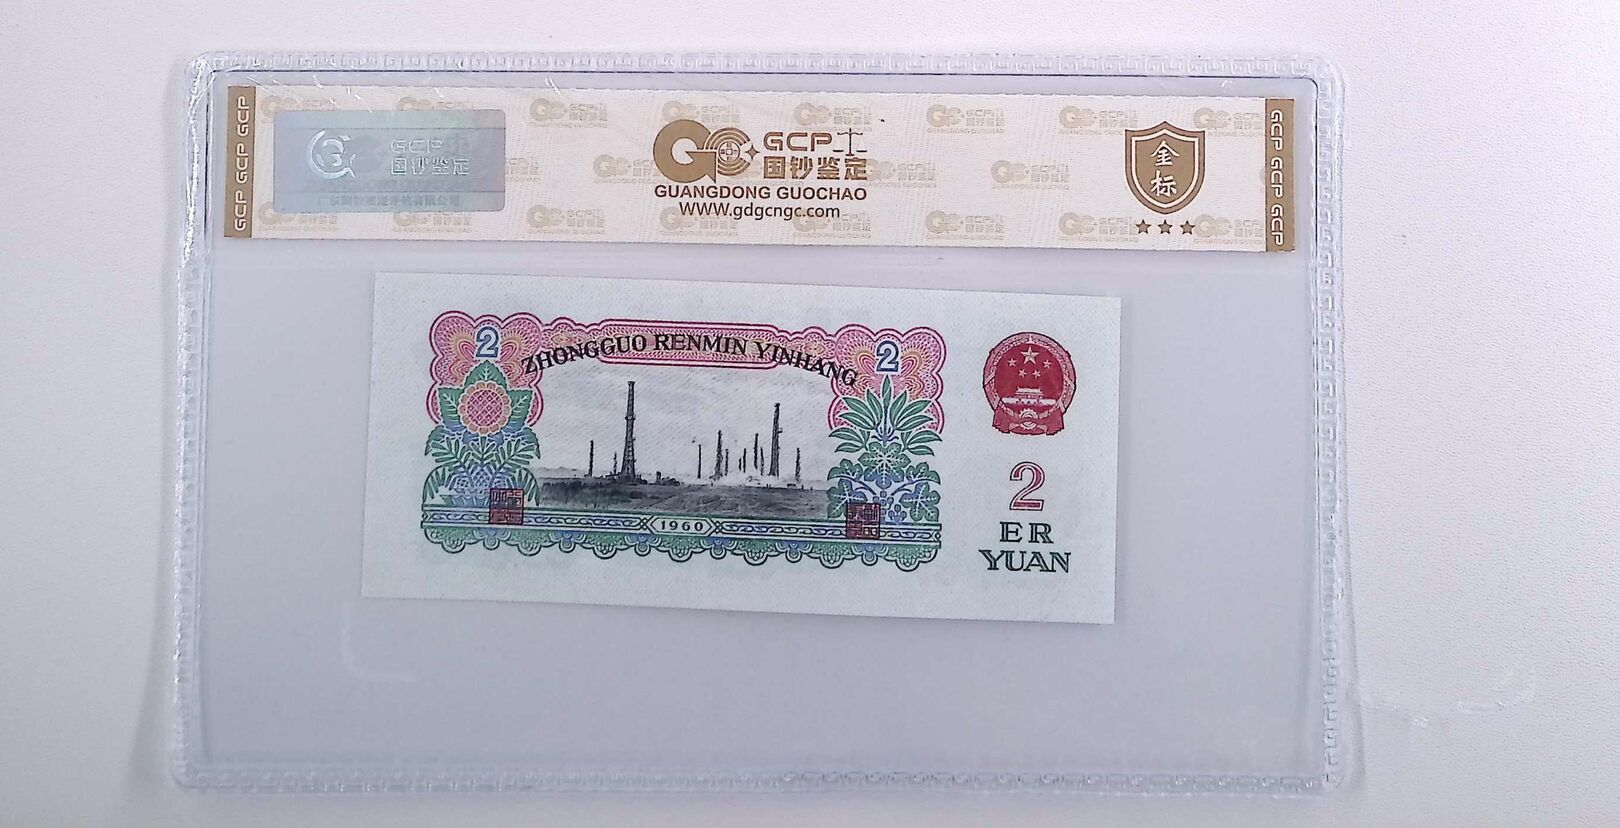 GCP GCP GCP
GCP
国钞鉴定
GCP
国钞鉴定
GUANGDONG GUOCHAO
WWW.gdgcngc.com
金
标
GCP GCP GCP
ZHONGGUO RENMIN YINHANG
2
2
1960
2
ER
YUAN